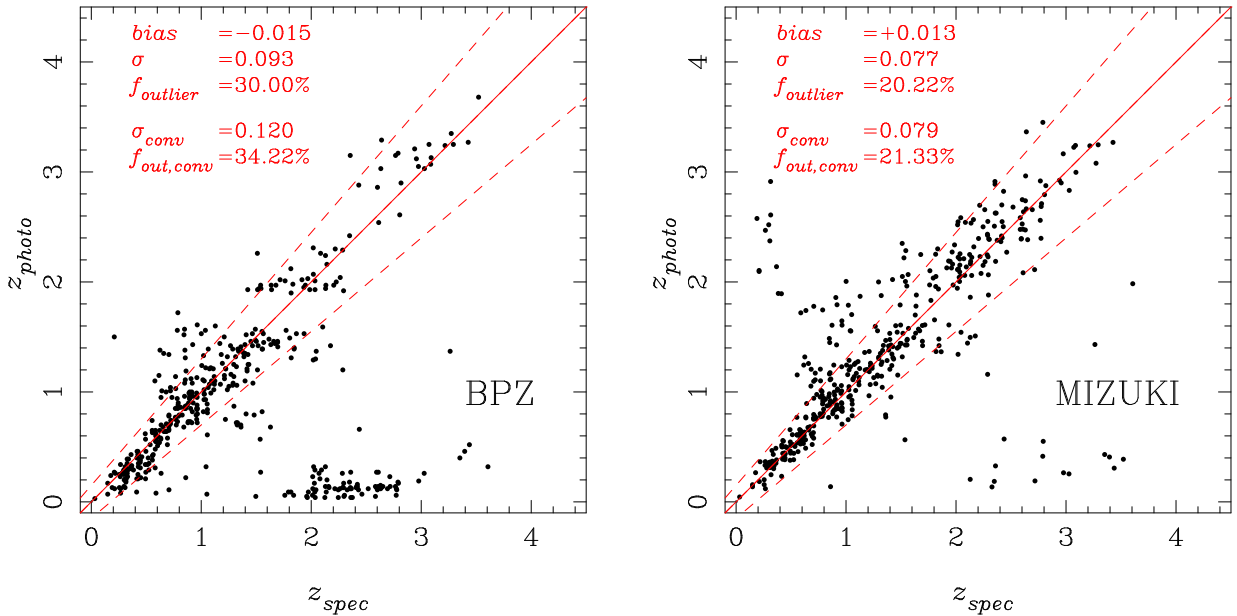 bias =−0.015
σ =0.093
f_outlier =30.00%
σ_conv =0.120
f_out,conv =34.22%
BPZ
z_photo
0 1 2 3 4
0 1 2 3 4
z_spec
bias =+0.013
σ =0.077
f_outlier =20.22%
σ_conv =0.079
f_out,conv =21.33%
MIZUKI
z_photo
0 1 2 3 4
0 1 2 3 4
z_spec